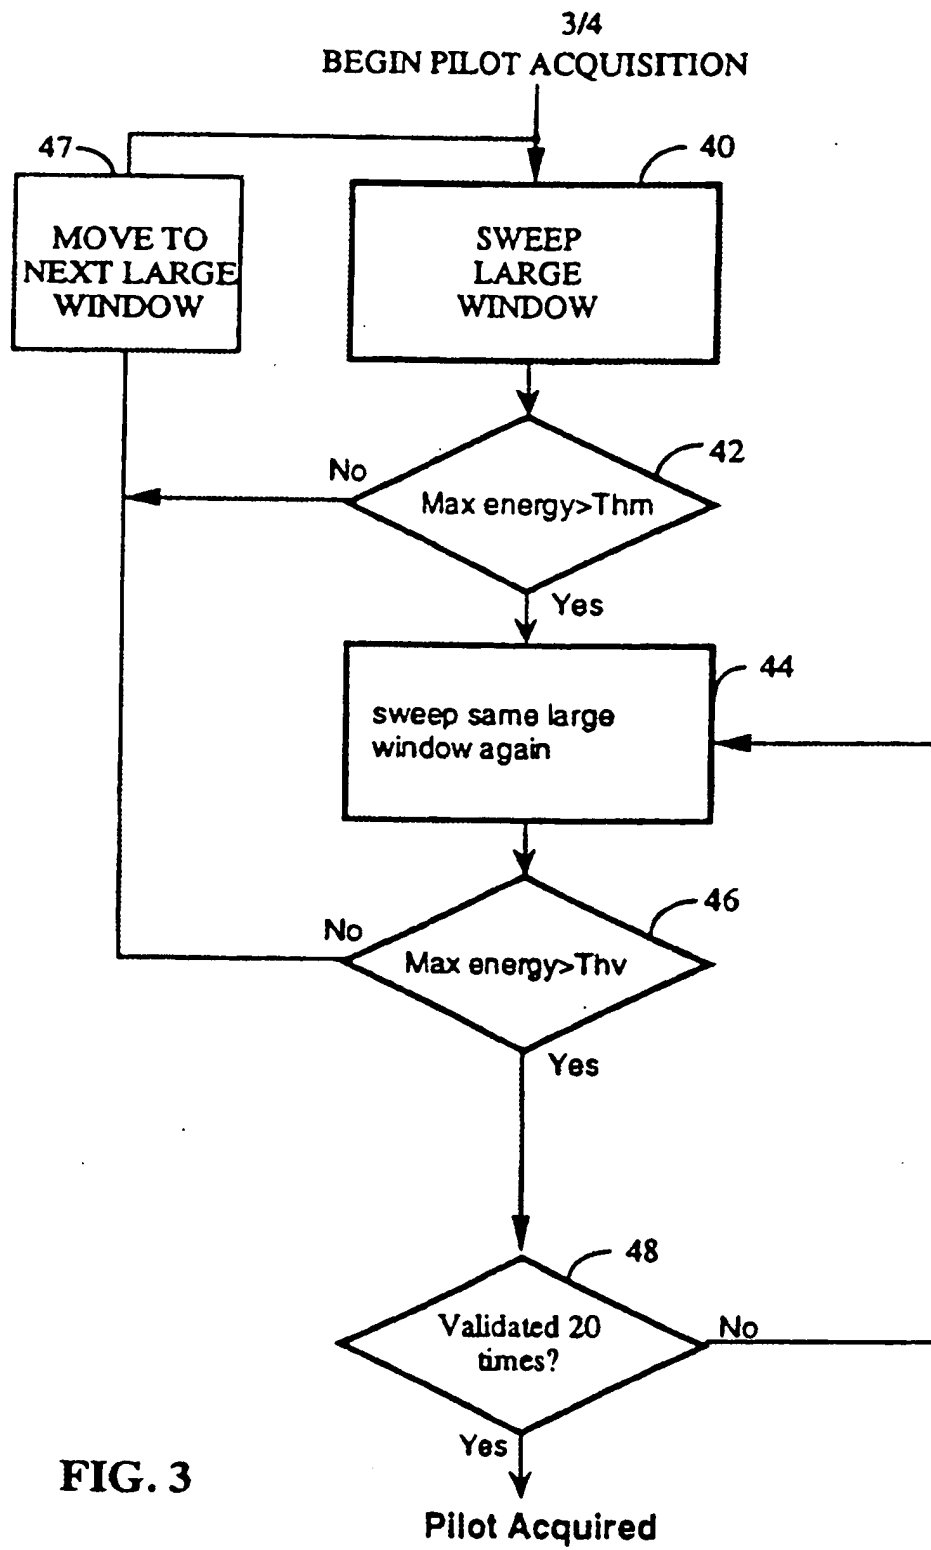 3/4
BEGIN PILOT ACQUISITION
47
40
MOVE TO
NEXT LARGE
WINDOW
SWEEP
LARGE
WINDOW
42
No
Max energy>Thm
Yes
44
sweep same large
window again
46
No
Max energy>Thv
Yes
48
Validated 20
times?
No
Yes
FIG. 3
Pilot Acquired